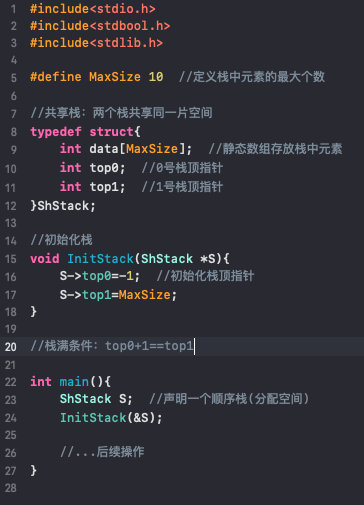 1 #include<stdio.h>
2 #include<stdbool.h>
3 #include<stdlib.h>
4
5 #define MaxSize 10  //定义栈中元素的最大个数
6
7 //共享栈：两个栈共享同一片空间
8 typedef struct{
9     int data[MaxSize];  //静态数组存放栈中元素
10     int top0;  //0号栈顶指针
11     int top1;  //1号栈顶指针
12 }ShStack;
13
14 //初始化栈
15 void InitStack(ShStack *S){
16     S->top0=-1;  //初始化栈顶指针
17     S->top1=MaxSize;
18 }
19
20 //栈满条件：top0+1==top1
21
22 int main(){
23     ShStack S;  //声明一个顺序栈(分配空间)
24     InitStack(&S);
25
26     //...后续操作
27 }
28